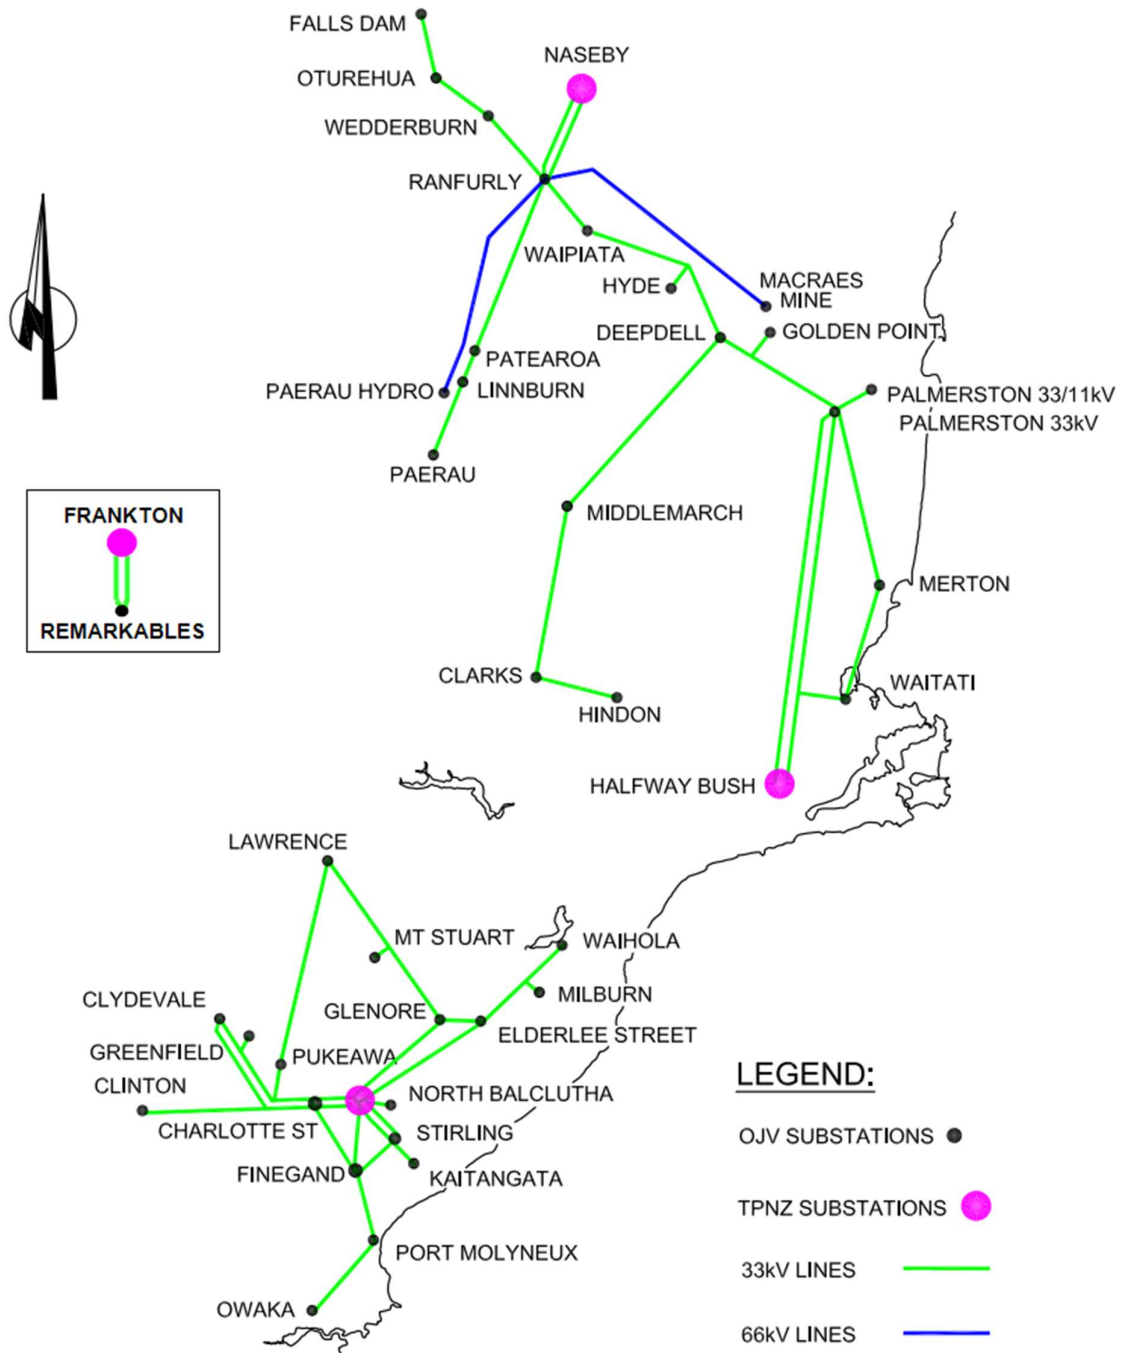 FALLS DAM
NASEBY
OTUREHUA
WEDDERBURN
RANFURLY
WAIPIATA
HYDE
MACRAES
MINE
DEEPDELL
GOLDEN POINT
PATEAROA
PAERAU HYDRO
LINNBURN
PALMERSTON 33/11kV
PALMERSTON 33kV
PAERAU
FRANKTON
REMARKABLES
MIDDLEMARCH
MERTON
CLARKS
WAITATI
HINDON
HALFWAY BUSH
LAWRENCE
MT STUART
WAIHOLA
CLYDEVALE
MILBURN
GLENORE
ELDERLEE STREET
GREENFIELD
PUKEAWA
CLINTON
NORTH BALCLUTHA
CHARLOTTE ST
STIRLING
FINEGAND
KAITANGATA
PORT MOLYNEUX
OWAKA
LEGEND:
OJV SUBSTATIONS
TPNZ SUBSTATIONS
33kV LINES
66kV LINES